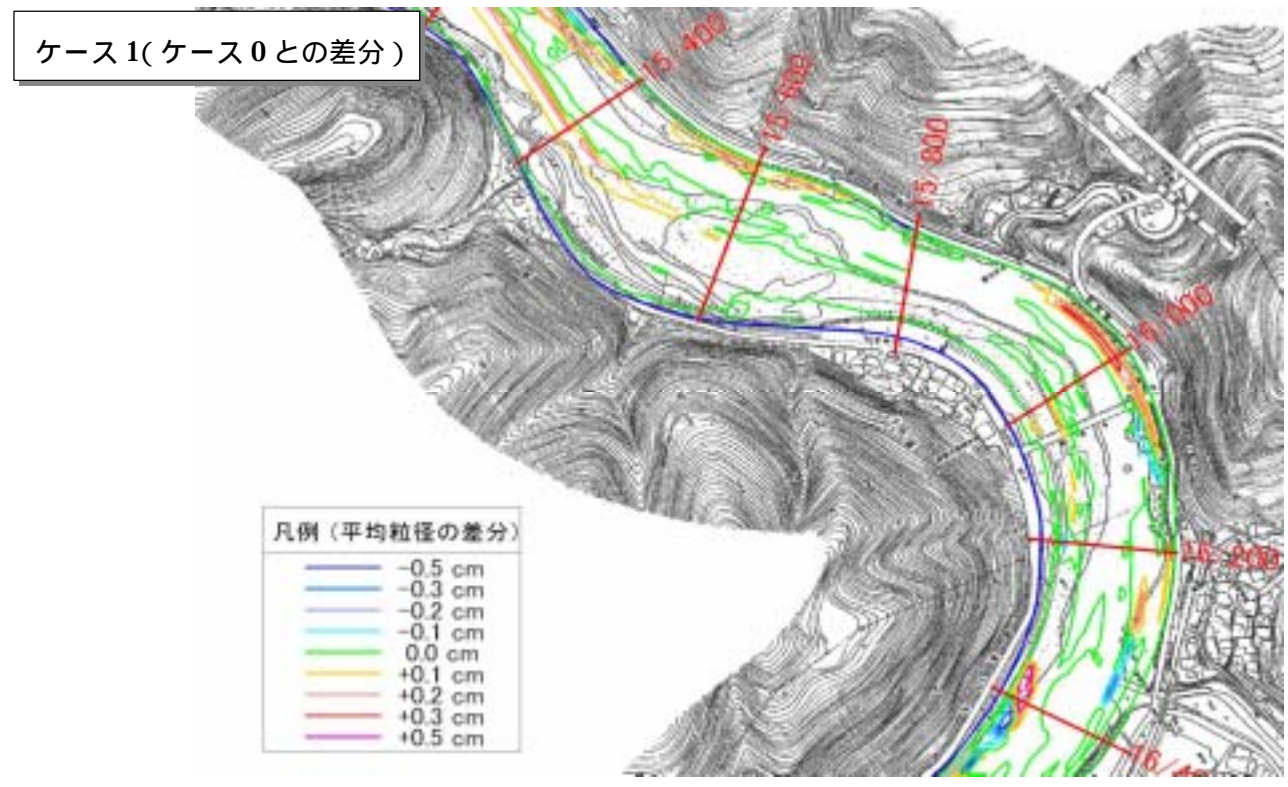 ケース1(ケース0との差分)
15/400
15/600
15/800
16/000
16/200
凡例(平均粒径の差分)
-0.5 cm
-0.3 cm
-0.2 cm
-0.1 cm
0.0 cm
+0.1 cm
+0.2 cm
+0.3 cm
+0.5 cm